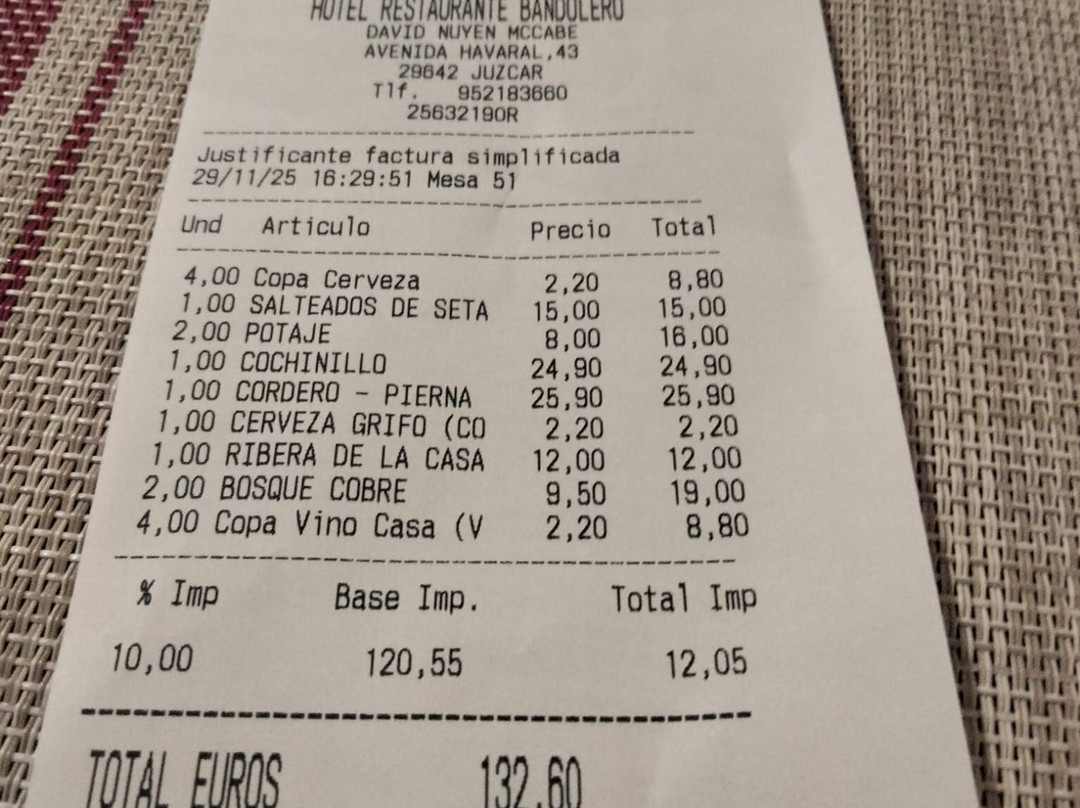 HOTEL RESTAURANTE BANDOLERO
DAVID NUYEN MCCABE
AVENIDA HAVARAL,43
29642 JUZCAR
Tlf. 952183660
25632190R
Justificante factura simplificada
29/11/25 16:29:51 Mesa 51
Und Articulo Precio Total
4,00 Copa Cerveza 2,20 8,80
1,00 SALTEADOS DE SETA 15,00 15,00
2,00 POTAJE 8,00 16,00
1,00 COCHINILLO 24,90 24,90
1,00 CORDERO - PIERNA 25,90 25,90
1,00 CERVEZA GRIFO (CO 2,20 2,20
1,00 RIBERA DE LA CASA 12,00 12,00
2,00 BOSQUE COBRE 9,50 19,00
4,00 Copa Vino Casa (V 2,20 8,80
% Imp Base Imp. Total Imp
10,00 120,55 12,05
TOTAL EUROS 132,60